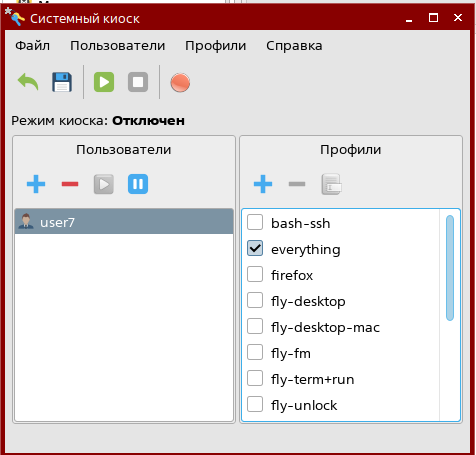 Системный киоск
Файл Пользователи Профили Справка
Режим киоска: Отключен
Пользователи
user7
Профили
bash-ssh
everything
firefox
fly-desktop
fly-desktop-mac
fly-fm
fly-term+run
fly-unlock